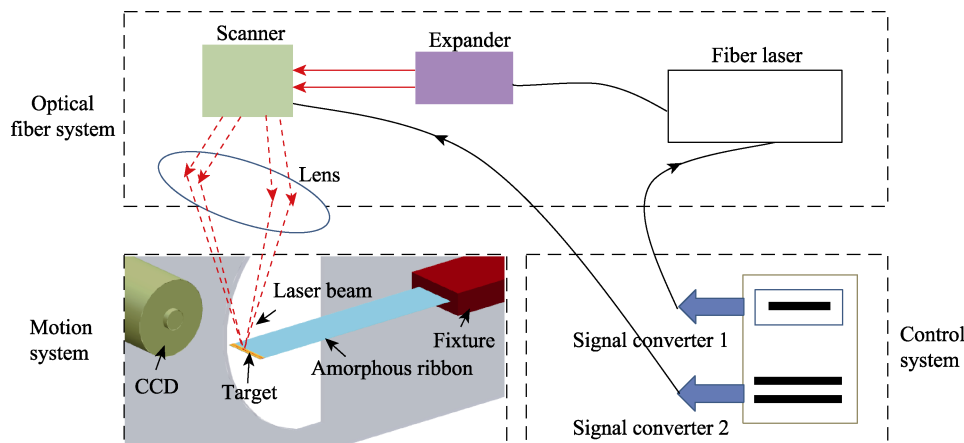 Scanner
Expander
Fiber laser
Optical
fiber system
Lens
Laser beam
Motion
system
Fixture
Amorphous ribbon
CCD
Target
Signal converter 1
Control
system
Signal converter 2